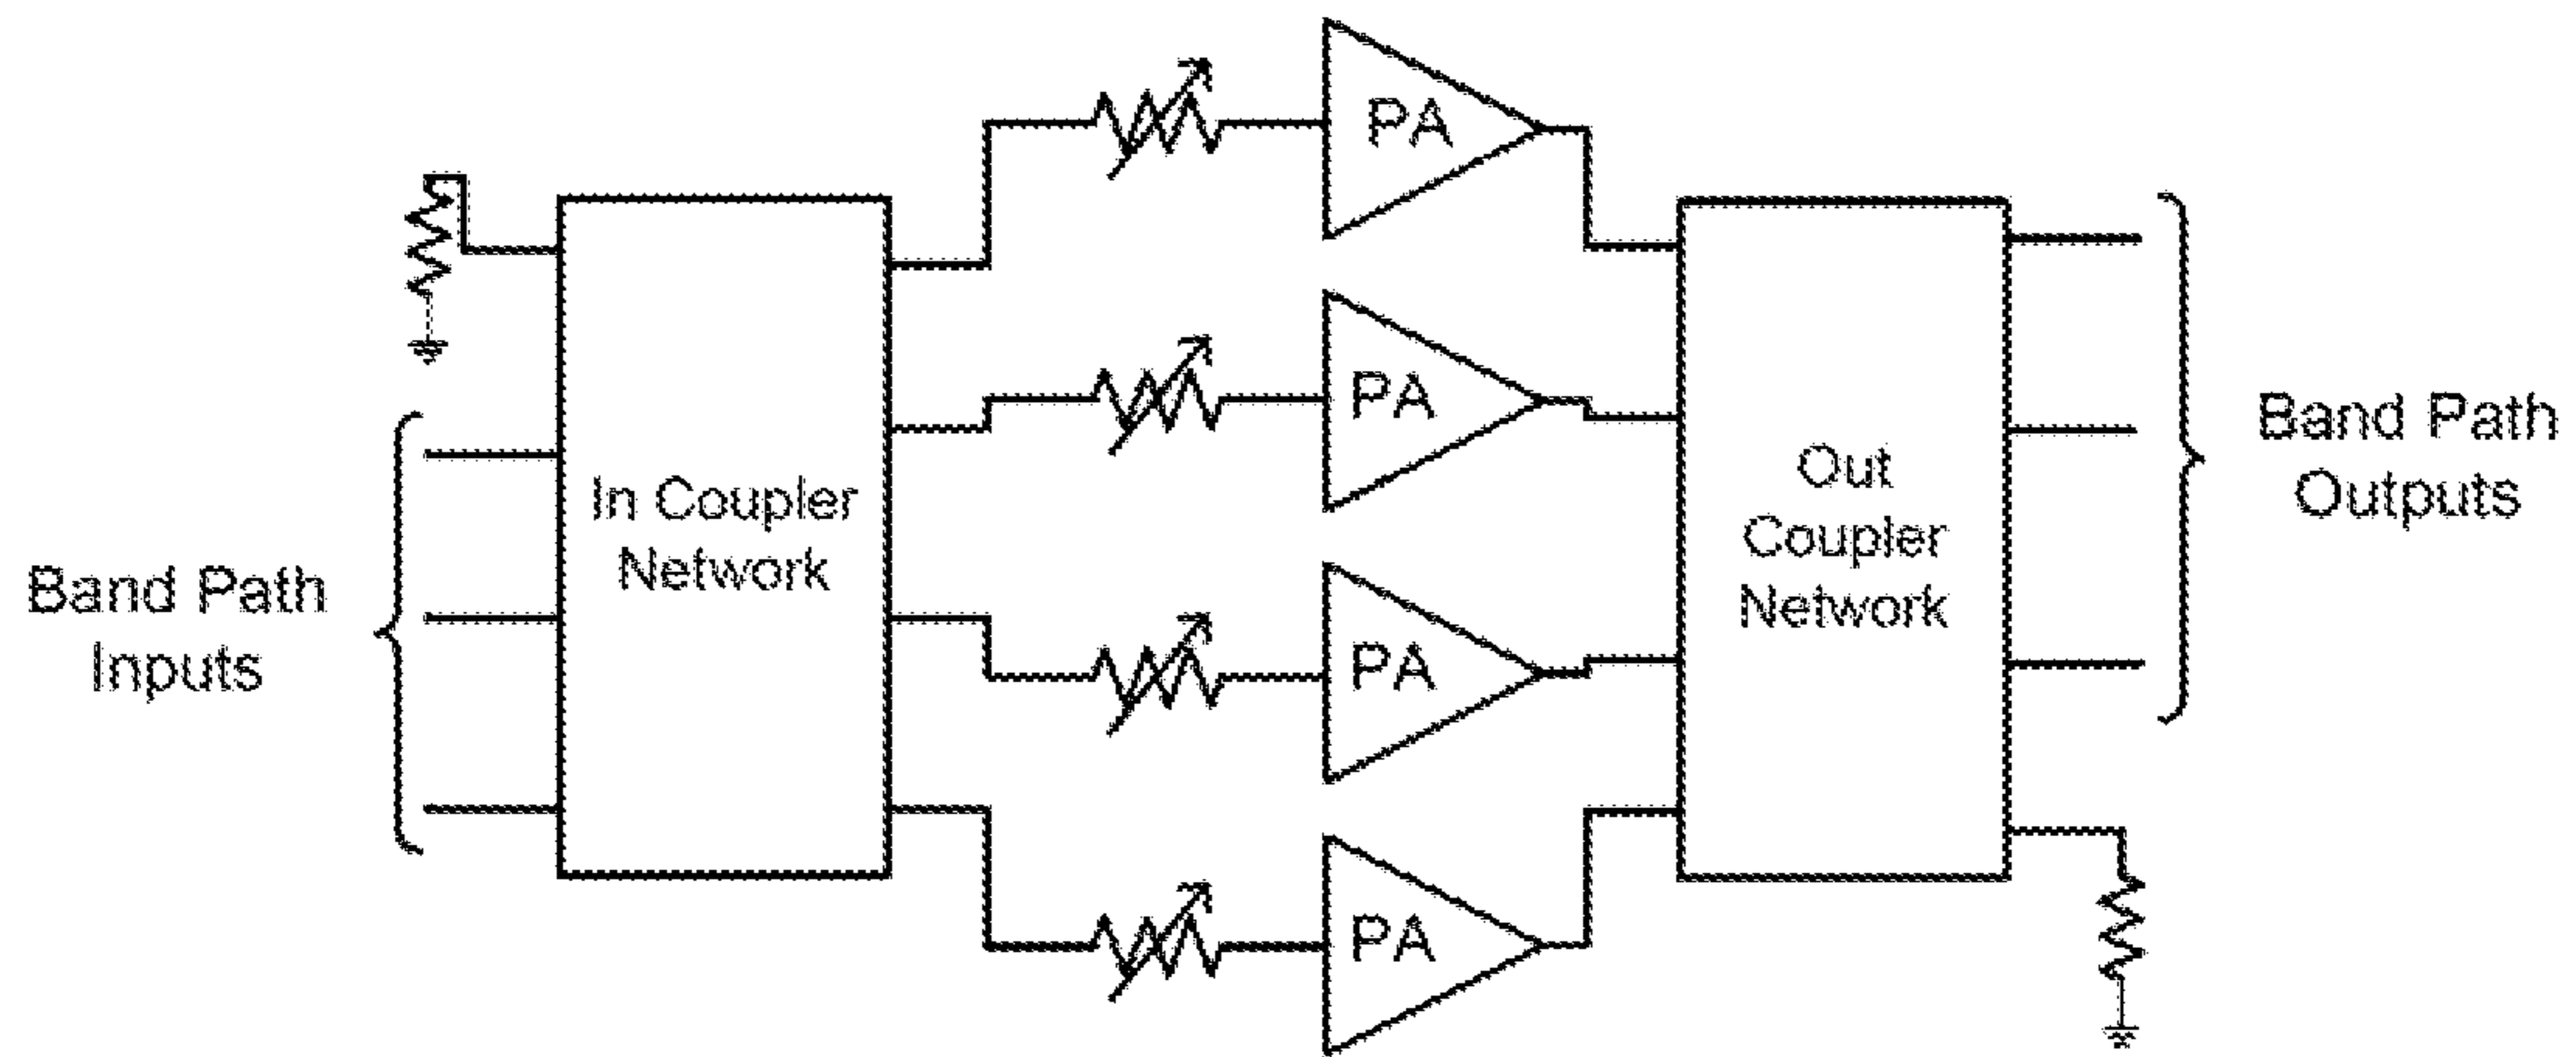 Band Path
Inputs
In Coupler
Network
PA
PA
PA
PA
Out
Coupler
Network
Band Path
Outputs